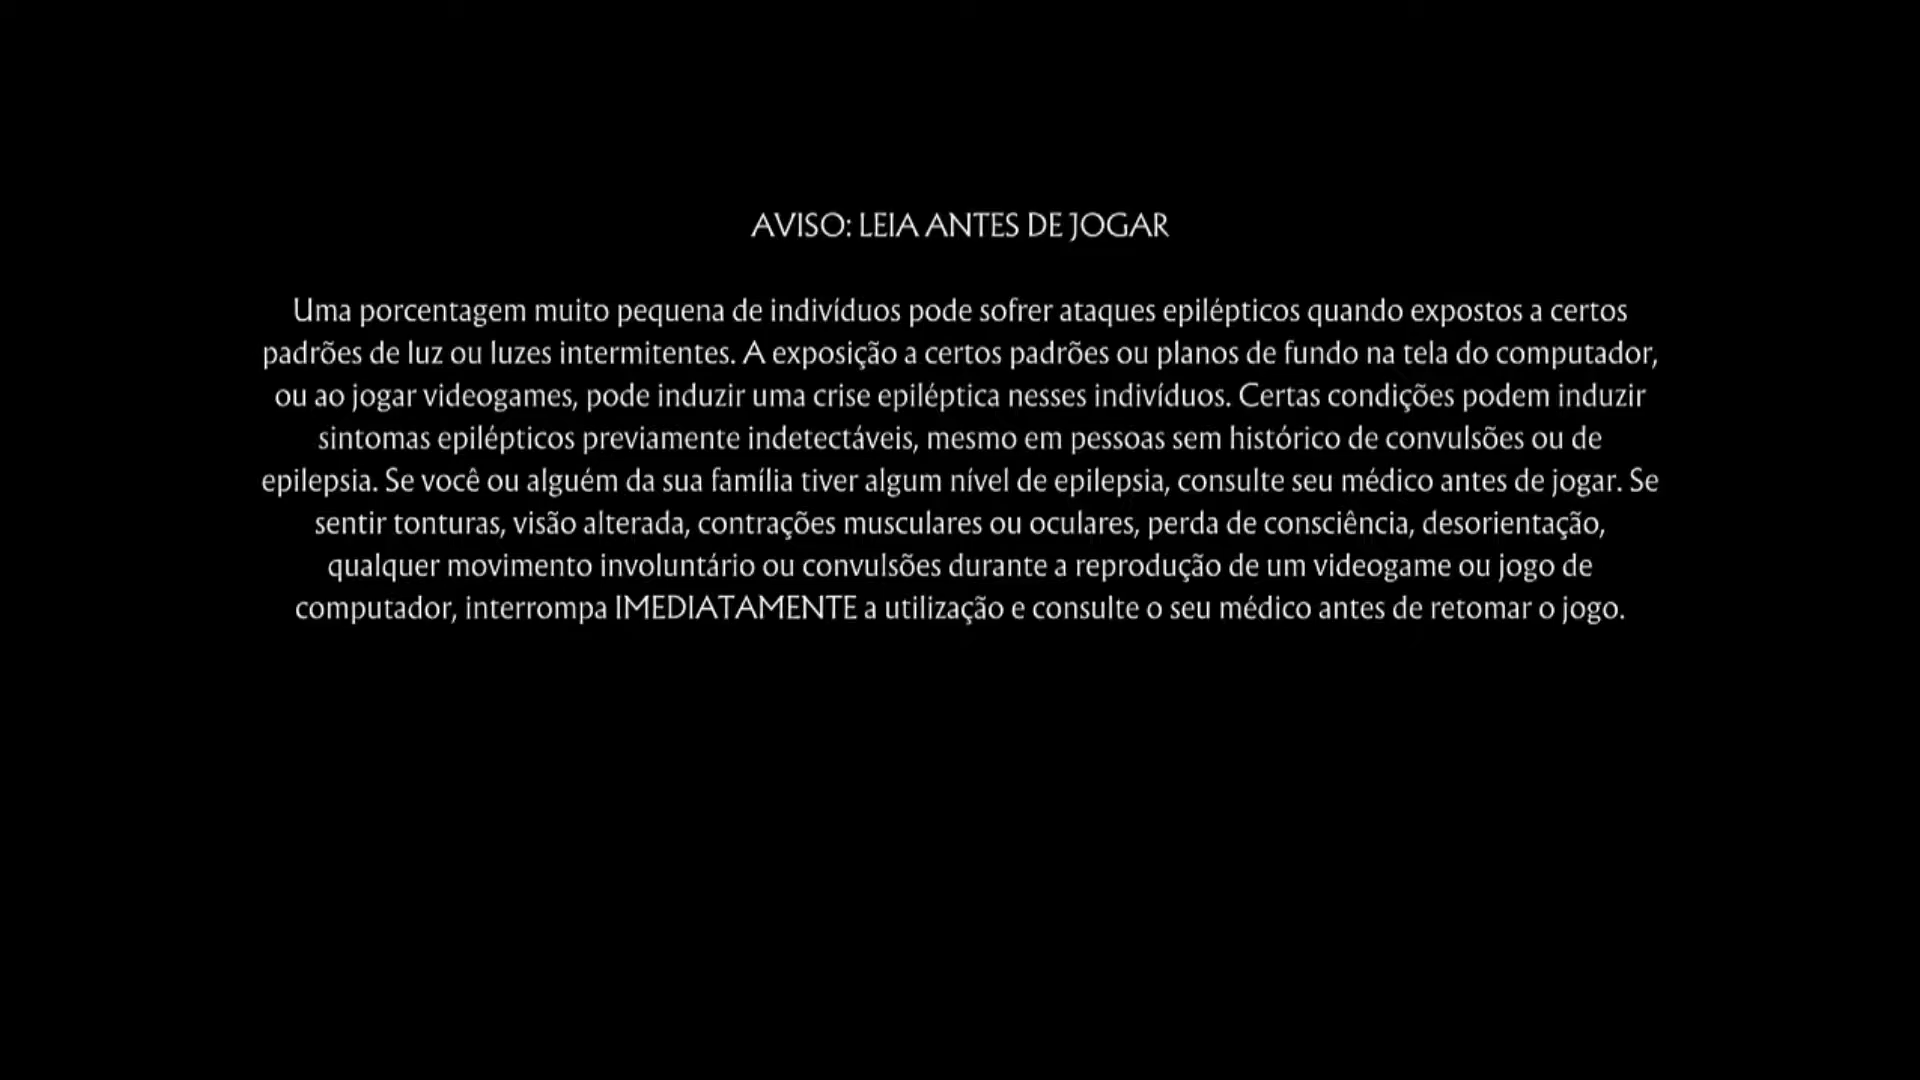 AVISO: LEIA ANTES DE JOGAR
Uma porcentagem muito pequena de indivíduos pode sofrer ataques epilépticos quando expostos a certos
padrões de luz ou luzes intermitentes. A exposição a certos padrões ou planos de fundo na tela do computador,
ou ao jogar videogames, pode induzir uma crise epiléptica nesses indivíduos. Certas condições podem induzir
sintomas epilépticos previamente indetectáveis, mesmo em pessoas sem histórico de convulsões ou de
epilepsia. Se você ou alguém da sua família tiver algum nível de epilepsia, consulte seu médico antes de jogar. Se
sentir tonturas, visão alterada, contrações musculares ou oculares, perda de consciência, desorientação,
qualquer movimento involuntário ou convulsões durante a reprodução de um videogame ou jogo de
computador, interrompa IMEDIATAMENTE a utilização e consulte o seu médico antes de retomar o jogo.